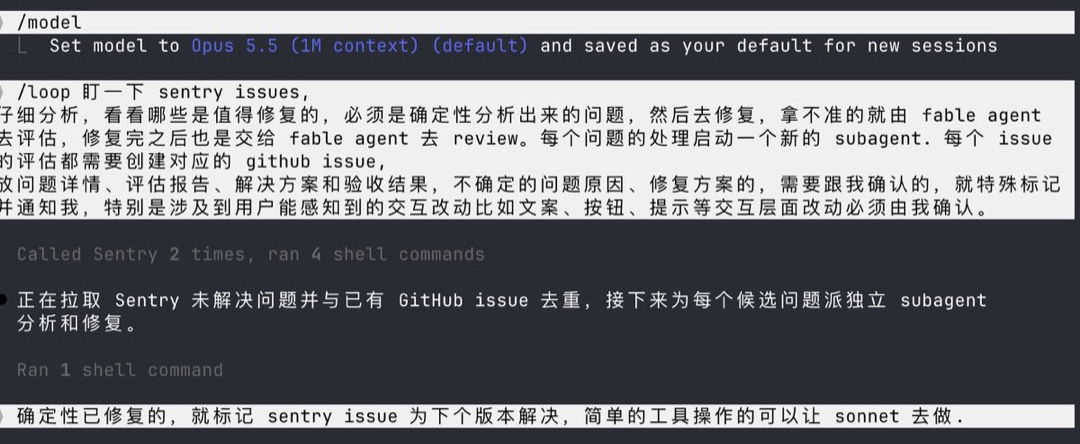 /model
Set model to Opus 5.5 (1M context) (default) and saved as your default for new sessions
/loop 盯一下 sentry issues,
仔细分析，看看哪些是值得修复的，必须是确定性分析出来的问题，然后去修复，拿不准的就由 fable agent
去评估，修复完之后也是交给 fable agent 去 review。每个问题的处理启动一个新的 subagent. 每个 issue
的评估都需要创建对应的 github issue,
放问题详情、评估报告、解决方案和验收结果，不确定的问题原因、修复方案的，需要跟我确认的，就特殊标记
并通知我，特别是涉及到用户能感知到的交互改动比如文案、按钮、提示等交互层面改动必须由我确认。
Called Sentry 2 times, ran 4 shell commands
正在拉取 Sentry 未解决问题并与已有 GitHub issue 去重，接下来为每个候选问题派独立 subagent
分析和修复。
Ran 1 shell command
确定性已修复的，就标记 sentry issue 为下个版本解决，简单的工具操作的可以让 sonnet 去做.